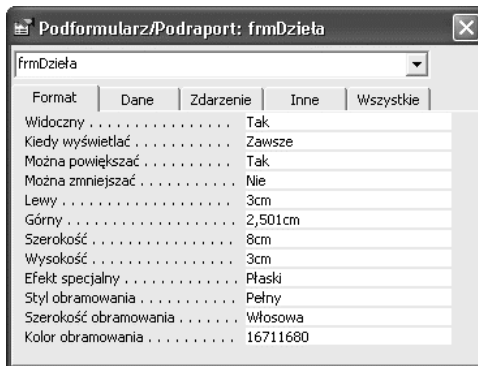 Podformularz/Podraport: frmDzieła
frmDzieła
Format Dane Zdarzenie Inne Wszystkie
Widoczny . . . . . . . . . . . . . . . . Tak
Kiedy wyświetlać . . . . . . . . . . . Zawsze
Można powiększać . . . . . . . . . . Tak
Można zmniejszać . . . . . . . . . . Nie
Lewy . . . . . . . . . . . . . . . . . . . 3cm
Górny . . . . . . . . . . . . . . . . . . 2,501cm
Szerokość . . . . . . . . . . . . . . . 8cm
Wysokość . . . . . . . . . . . . . . . 3cm
Efekt specjalny . . . . . . . . . . . . Płaski
Styl obramowania . . . . . . . . . . Pełny
Szerokość obramowania . . . . . . Włosowa
Kolor obramowania . . . . . . . . . 16711680